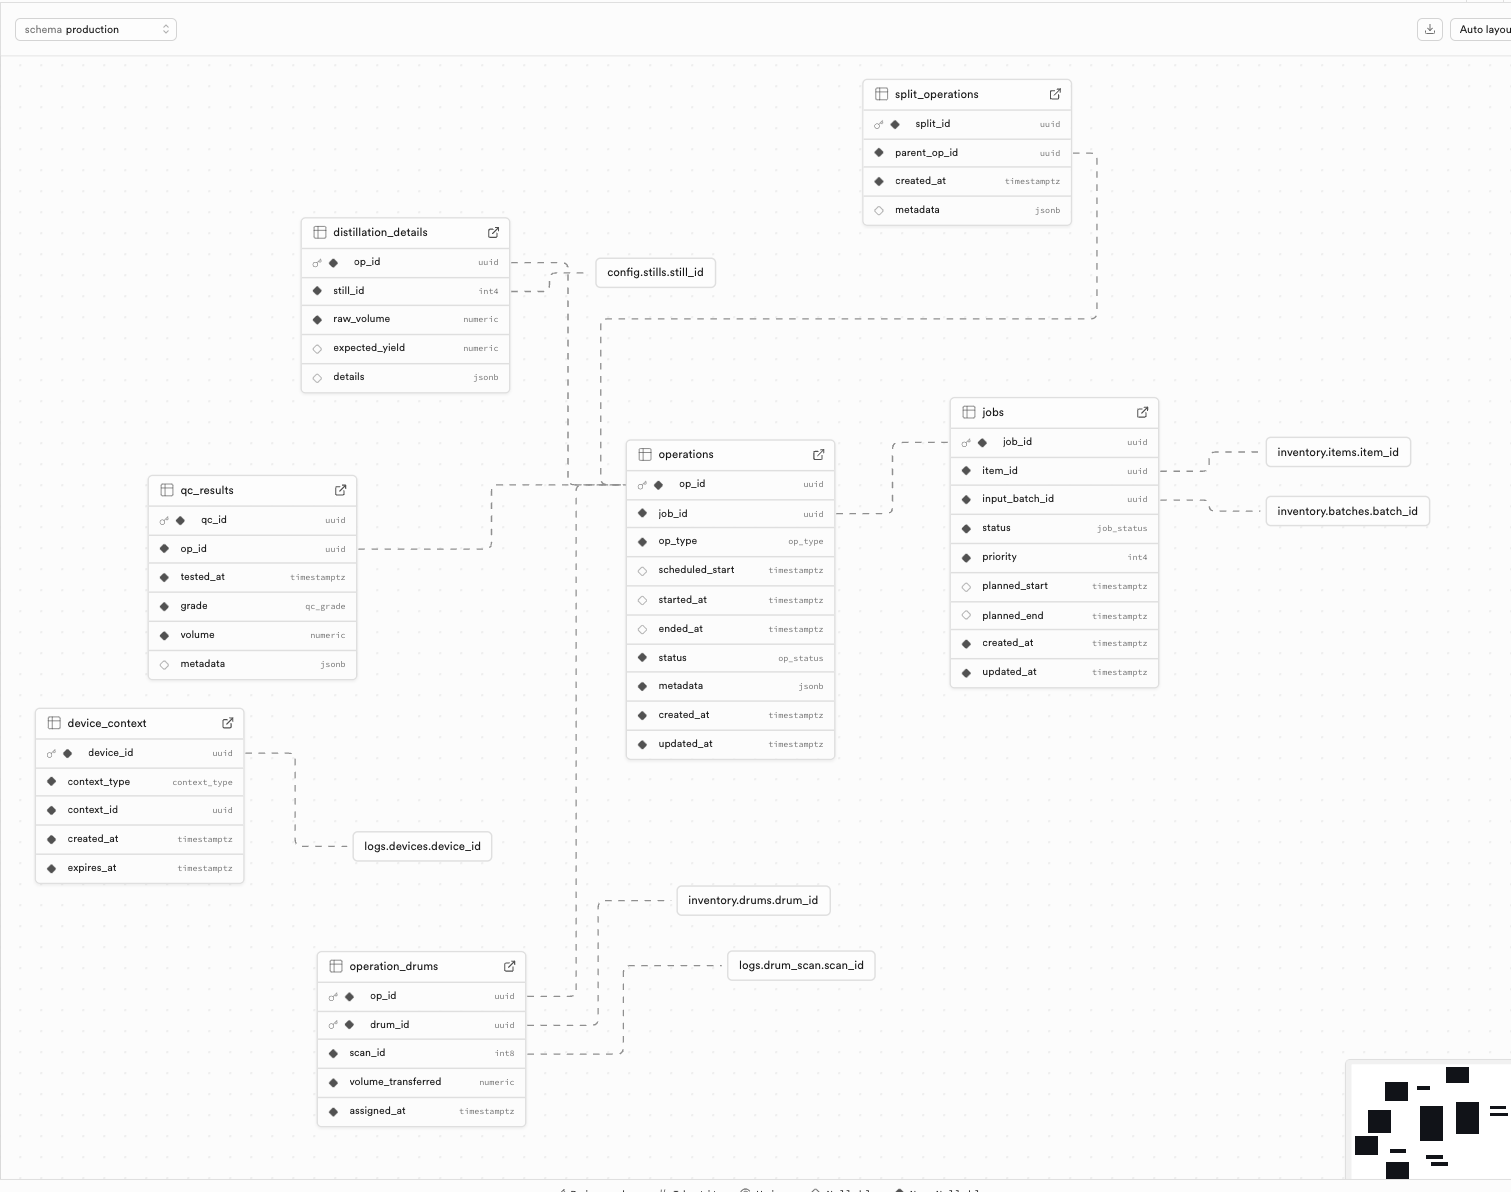 schema production
Auto layou
split_operations
split_id uuid
parent_op_id uuid
created_at timestamptz
metadata jsonb
distillation_details
op_id uuid
still_id int4
raw_volume numeric
expected_yield numeric
details jsonb
config.stills.still_id
operations
op_id uuid
job_id uuid
op_type op_type
scheduled_start timestamptz
started_at timestamptz
ended_at timestamptz
status op_status
metadata jsonb
created_at timestamptz
updated_at timestamptz
jobs
job_id uuid
item_id uuid
input_batch_id uuid
status job_status
priority int4
planned_start timestamptz
planned_end timestamptz
created_at timestamptz
updated_at timestamptz
inventory.items.item_id
inventory.batches.batch_id
qc_results
qc_id uuid
op_id uuid
tested_at timestamptz
grade qc_grade
volume numeric
metadata jsonb
device_context
device_id uuid
context_type context_type
context_id uuid
created_at timestamptz
expires_at timestamptz
logs.devices.device_id
inventory.drums.drum_id
logs.drum_scan.scan_id
operation_drums
op_id uuid
drum_id uuid
scan_id int8
volume_transferred numeric
assigned_at timestamptz